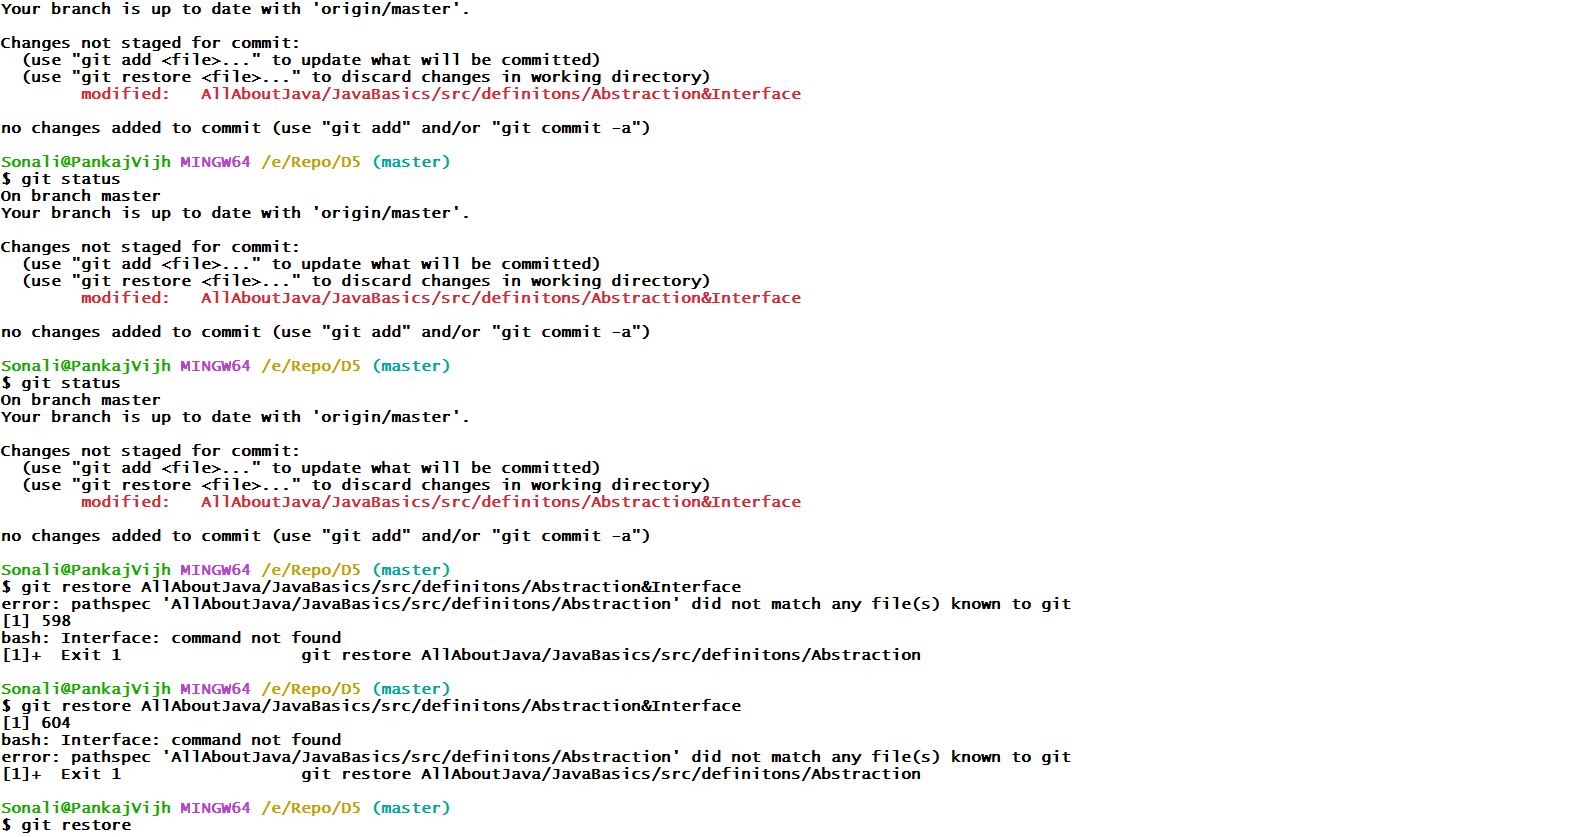 Your branch is up to date with 'origin/master'.
Changes not staged for commit:
(use "git add <file>..." to update what will be committed)
(use "git restore <file>..." to discard changes in working directory)
modified: AllAboutJava/JavaBasics/src/definitons/Abstraction&Interface
no changes added to commit (use "git add" and/or "git commit -a")
Sonali@PankajVijh MINGW64 /e/Repo/D5 (master)
$ git status
On branch master
Your branch is up to date with 'origin/master'.
Changes not staged for commit:
(use "git add <file>..." to update what will be committed)
(use "git restore <file>..." to discard changes in working directory)
modified: AllAboutJava/JavaBasics/src/definitons/Abstraction&Interface
no changes added to commit (use "git add" and/or "git commit -a")
Sonali@PankajVijh MINGW64 /e/Repo/D5 (master)
$ git status
On branch master
Your branch is up to date with 'origin/master'.
Changes not staged for commit:
(use "git add <file>..." to update what will be committed)
(use "git restore <file>..." to discard changes in working directory)
modified: AllAboutJava/JavaBasics/src/definitons/Abstraction&Interface
no changes added to commit (use "git add" and/or "git commit -a")
Sonali@PankajVijh MINGW64 /e/Repo/D5 (master)
$ git restore AllAboutJava/JavaBasics/src/definitons/Abstraction&Interface
error: pathspec 'AllAboutJava/JavaBasics/src/definitons/Abstraction' did not match any file(s) known to git
[1] 598
bash: Interface: command not found
[1]+ Exit 1 git restore AllAboutJava/JavaBasics/src/definitons/Abstraction
Sonali@PankajVijh MINGW64 /e/Repo/D5 (master)
$ git restore AllAboutJava/JavaBasics/src/definitons/Abstraction&Interface
[1] 604
bash: Interface: command not found
error: pathspec 'AllAboutJava/JavaBasics/src/definitons/Abstraction' did not match any file(s) known to git
[1]+ Exit 1 git restore AllAboutJava/JavaBasics/src/definitons/Abstraction
Sonali@PankajVijh MINGW64 /e/Repo/D5 (master)
$ git restore